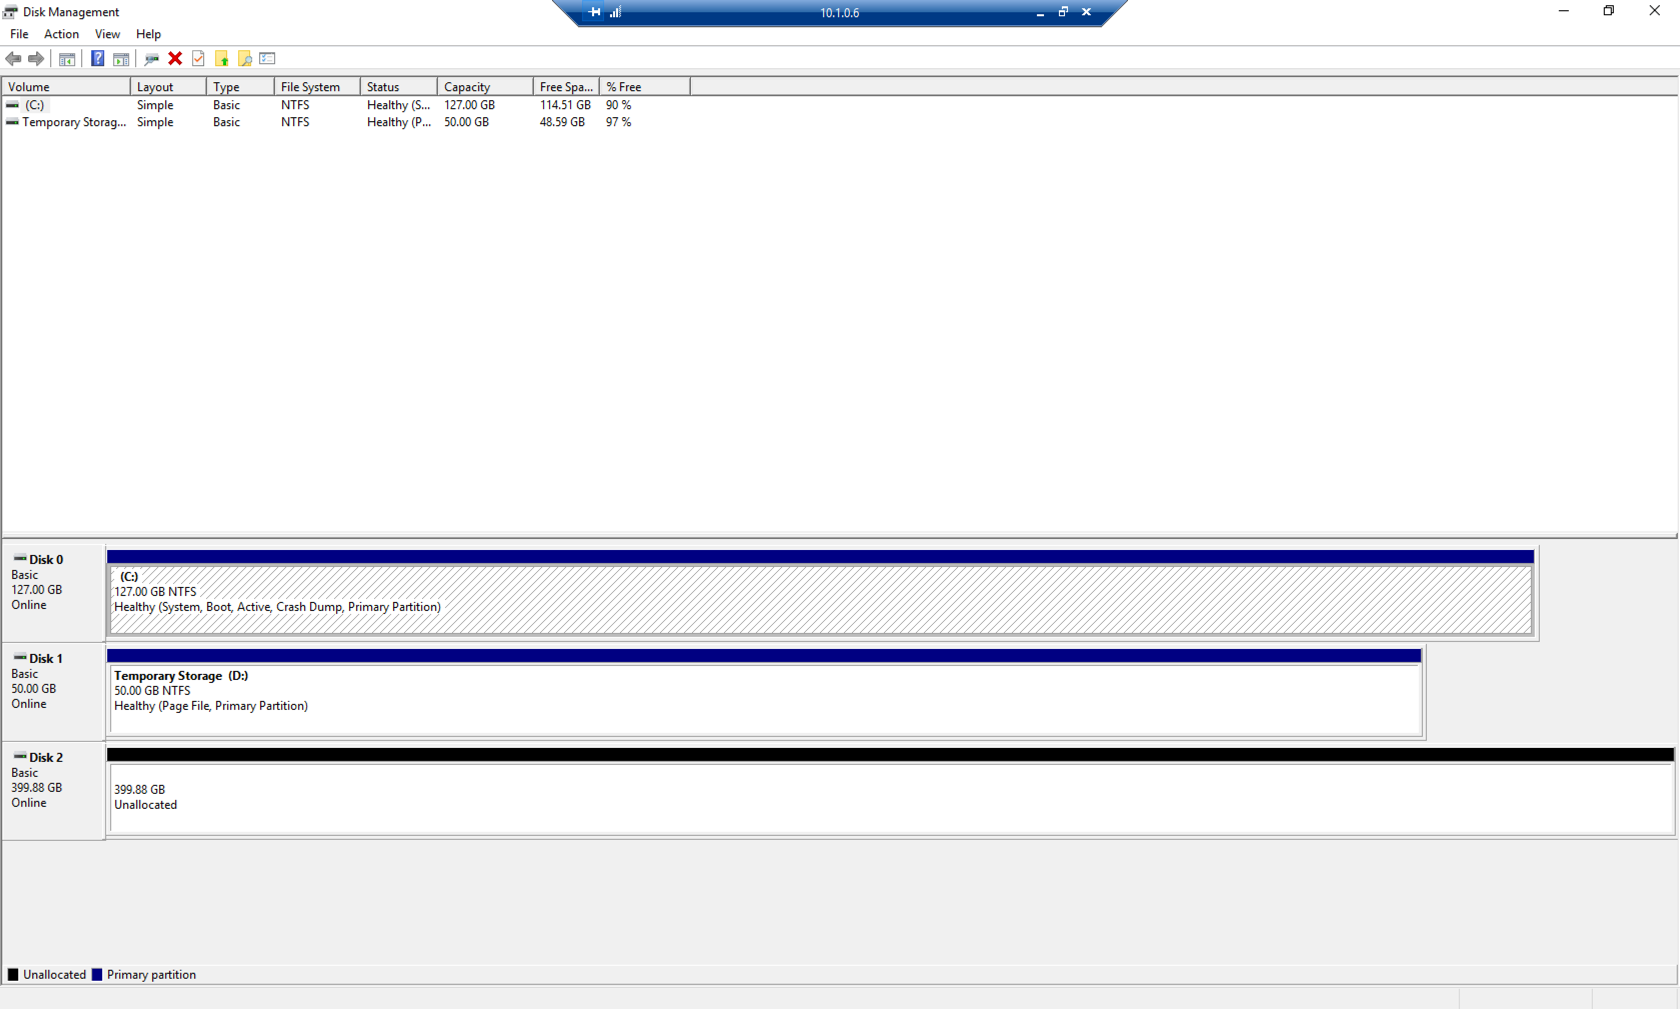 Disk Management
10.1.0.6
File Action View Help
Volume Layout Type File System Status Capacity Free Spa... % Free
(C:) Simple Basic NTFS Healthy (S... 127.00 GB 114.51 GB 90 %
Temporary Storag... Simple Basic NTFS Healthy (P... 50.00 GB 48.59 GB 97 %
Disk 0
Basic
127.00 GB
Online
(C:)
127.00 GB NTFS
Healthy (System, Boot, Active, Crash Dump, Primary Partition)
Disk 1
Basic
50.00 GB
Online
Temporary Storage (D:)
50.00 GB NTFS
Healthy (Page File, Primary Partition)
Disk 2
Basic
399.88 GB
Online
399.88 GB
Unallocated
Unallocated Primary partition